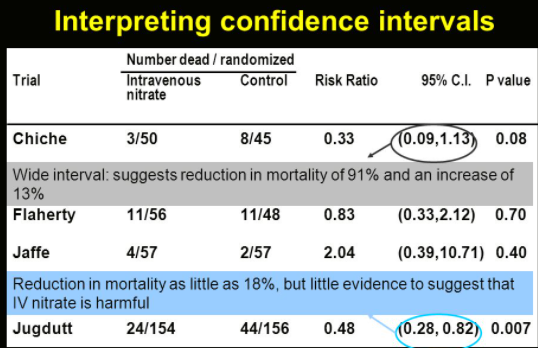 Interpreting confidence intervals
Number dead / randomized
Trial Intravenous nitrate Control Risk Ratio 95% C.I. P value
Chiche 3/50 8/45 0.33 (0.09,1.13) 0.08
Wide interval: suggests reduction in mortality of 91% and an increase of
13%
Flaherty 11/56 11/48 0.83 (0.33,2.12) 0.70
Jaffe 4/57 2/57 2.04 (0.39,10.71) 0.40
Reduction in mortality as little as 18%, but little evidence to suggest that
IV nitrate is harmful
Jugdutt 24/154 44/156 0.48 (0.28, 0.82) 0.007